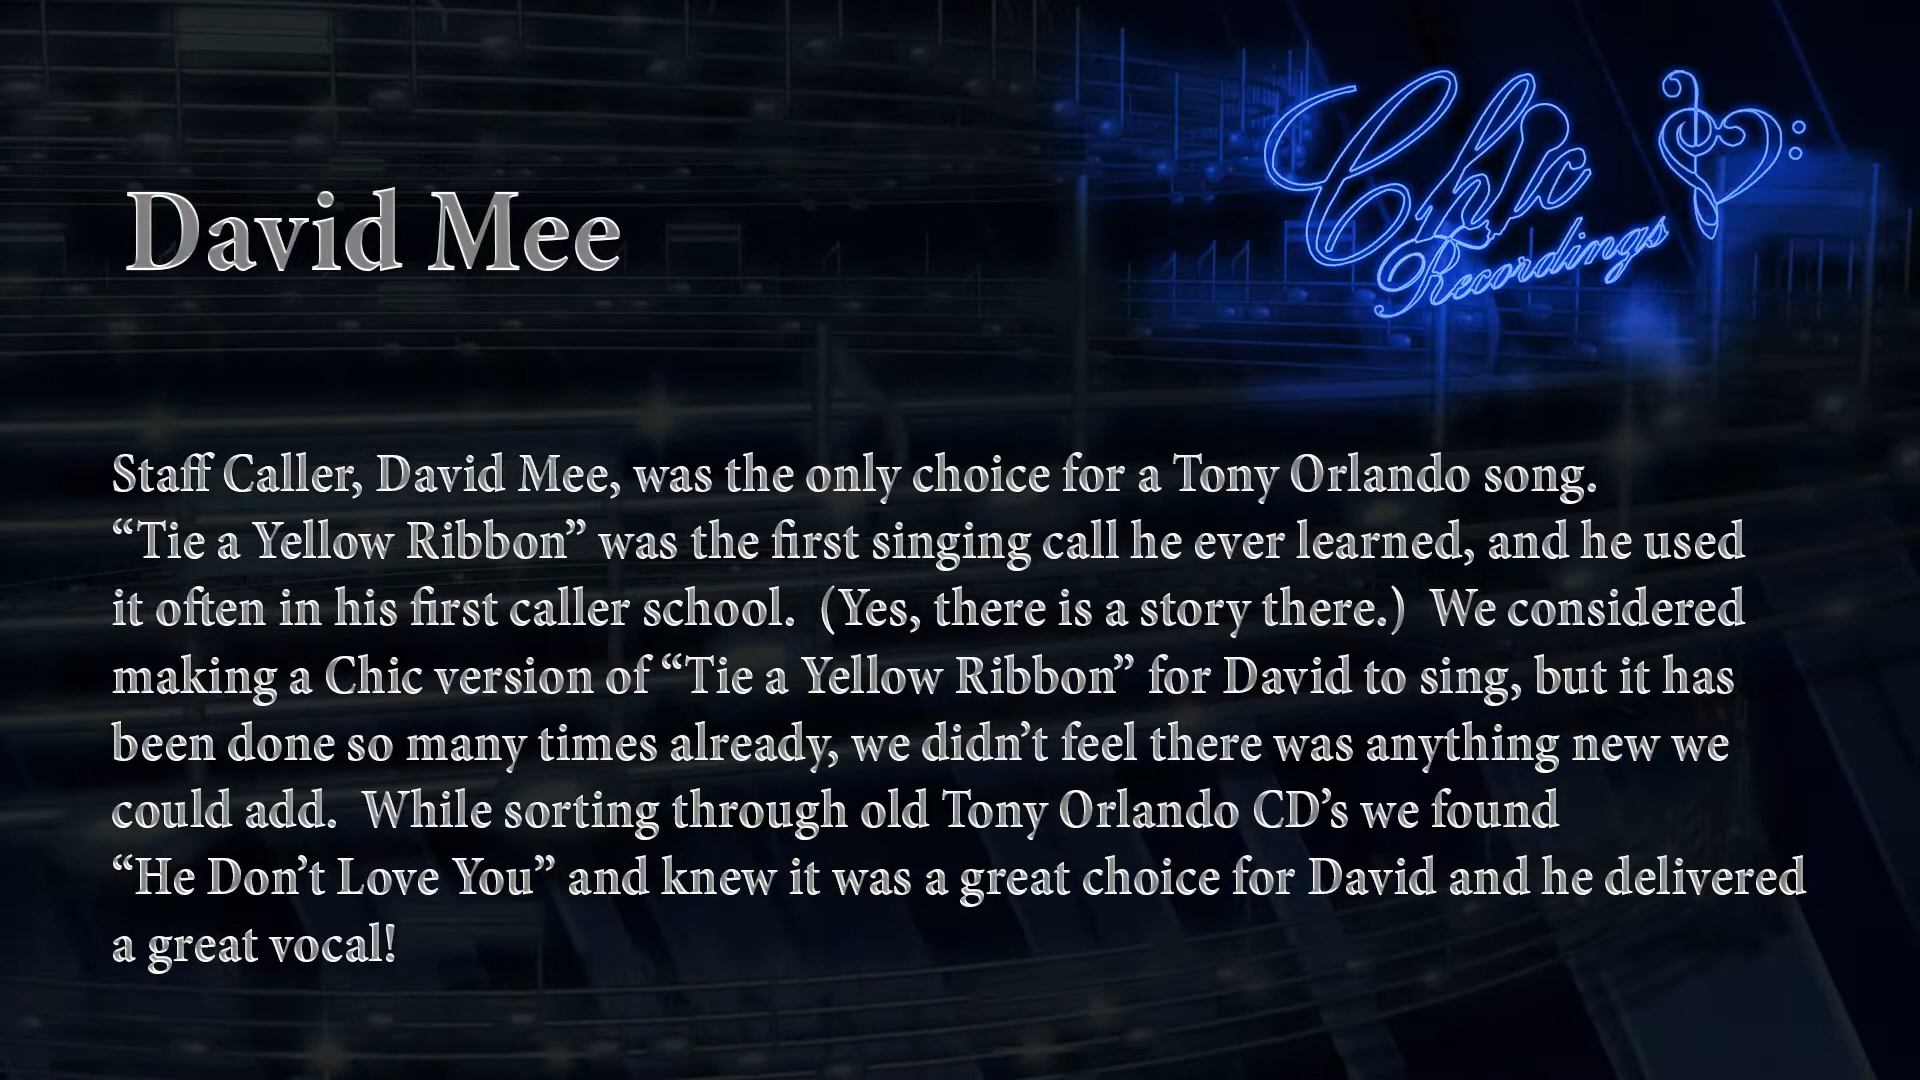 Chic
Recordings
David Mee
Staff Caller, David Mee, was the only choice for a Tony Orlando song.
“Tie a Yellow Ribbon” was the first singing call he ever learned, and he used
it often in his first caller school.  (Yes, there is a story there.)  We considered
making a Chic version of “Tie a Yellow Ribbon” for David to sing, but it has
been done so many times already, we didn’t feel there was anything new we
could add.  While sorting through old Tony Orlando CD’s we found
“He Don’t Love You” and knew it was a great choice for David and he delivered
a great vocal!